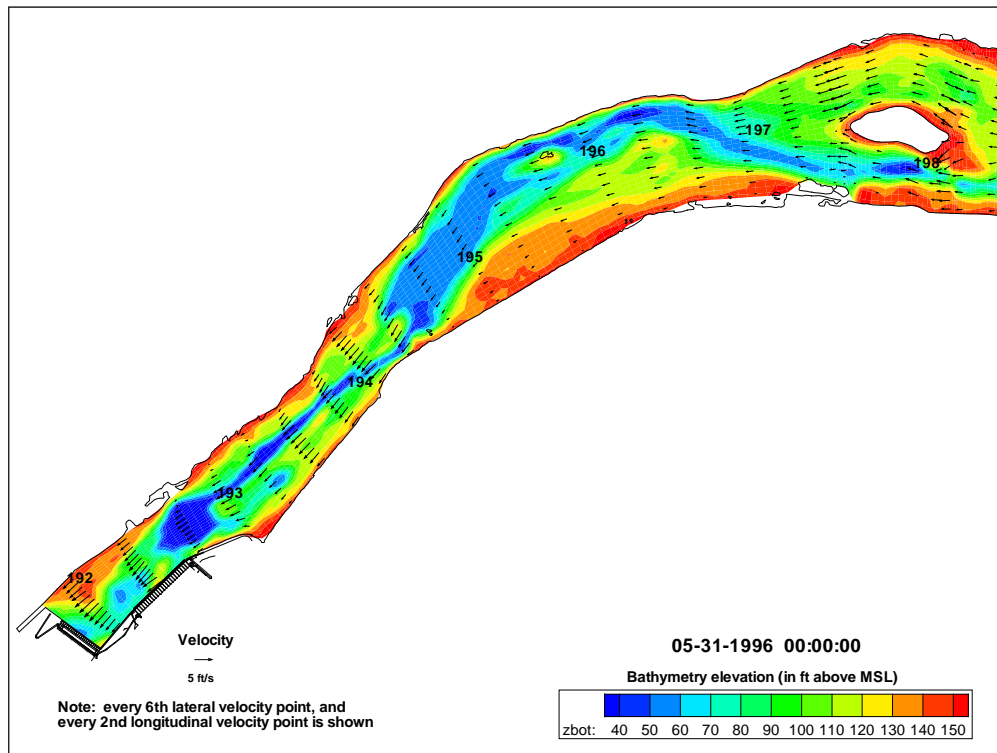 197
196
198
195
194
193
192
Velocity
5 ft/s
Note: every 6th lateral velocity point, and
every 2nd longitudinal velocity point is shown
05-31-1996 00:00:00
Bathymetry elevation (in ft above MSL)
zbot: 40 50 60 70 80 90 100 110 120 130 140 150